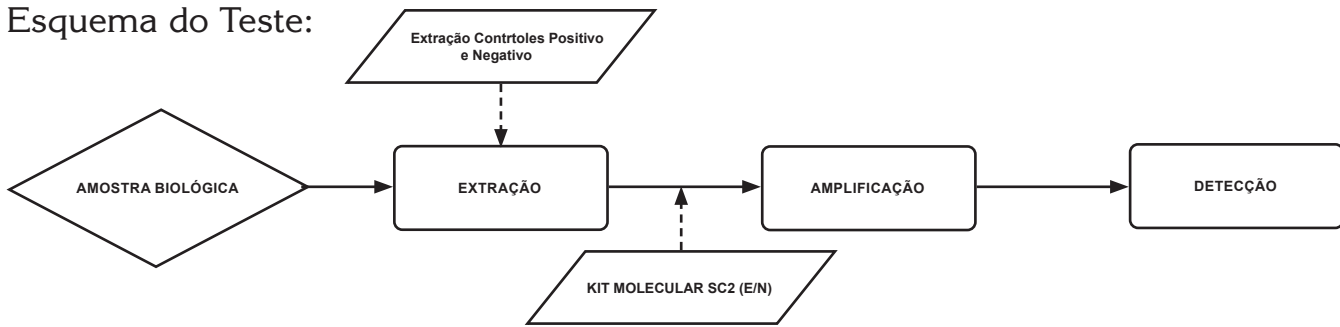 Esquema do Teste:
Extração Contrtoles Positivo
e Negativo
AMOSTRA BIOLÓGICA
EXTRAÇÃO
AMPLIFICAÇÃO
DETECÇÃO
KIT MOLECULAR SC2 (E/N)